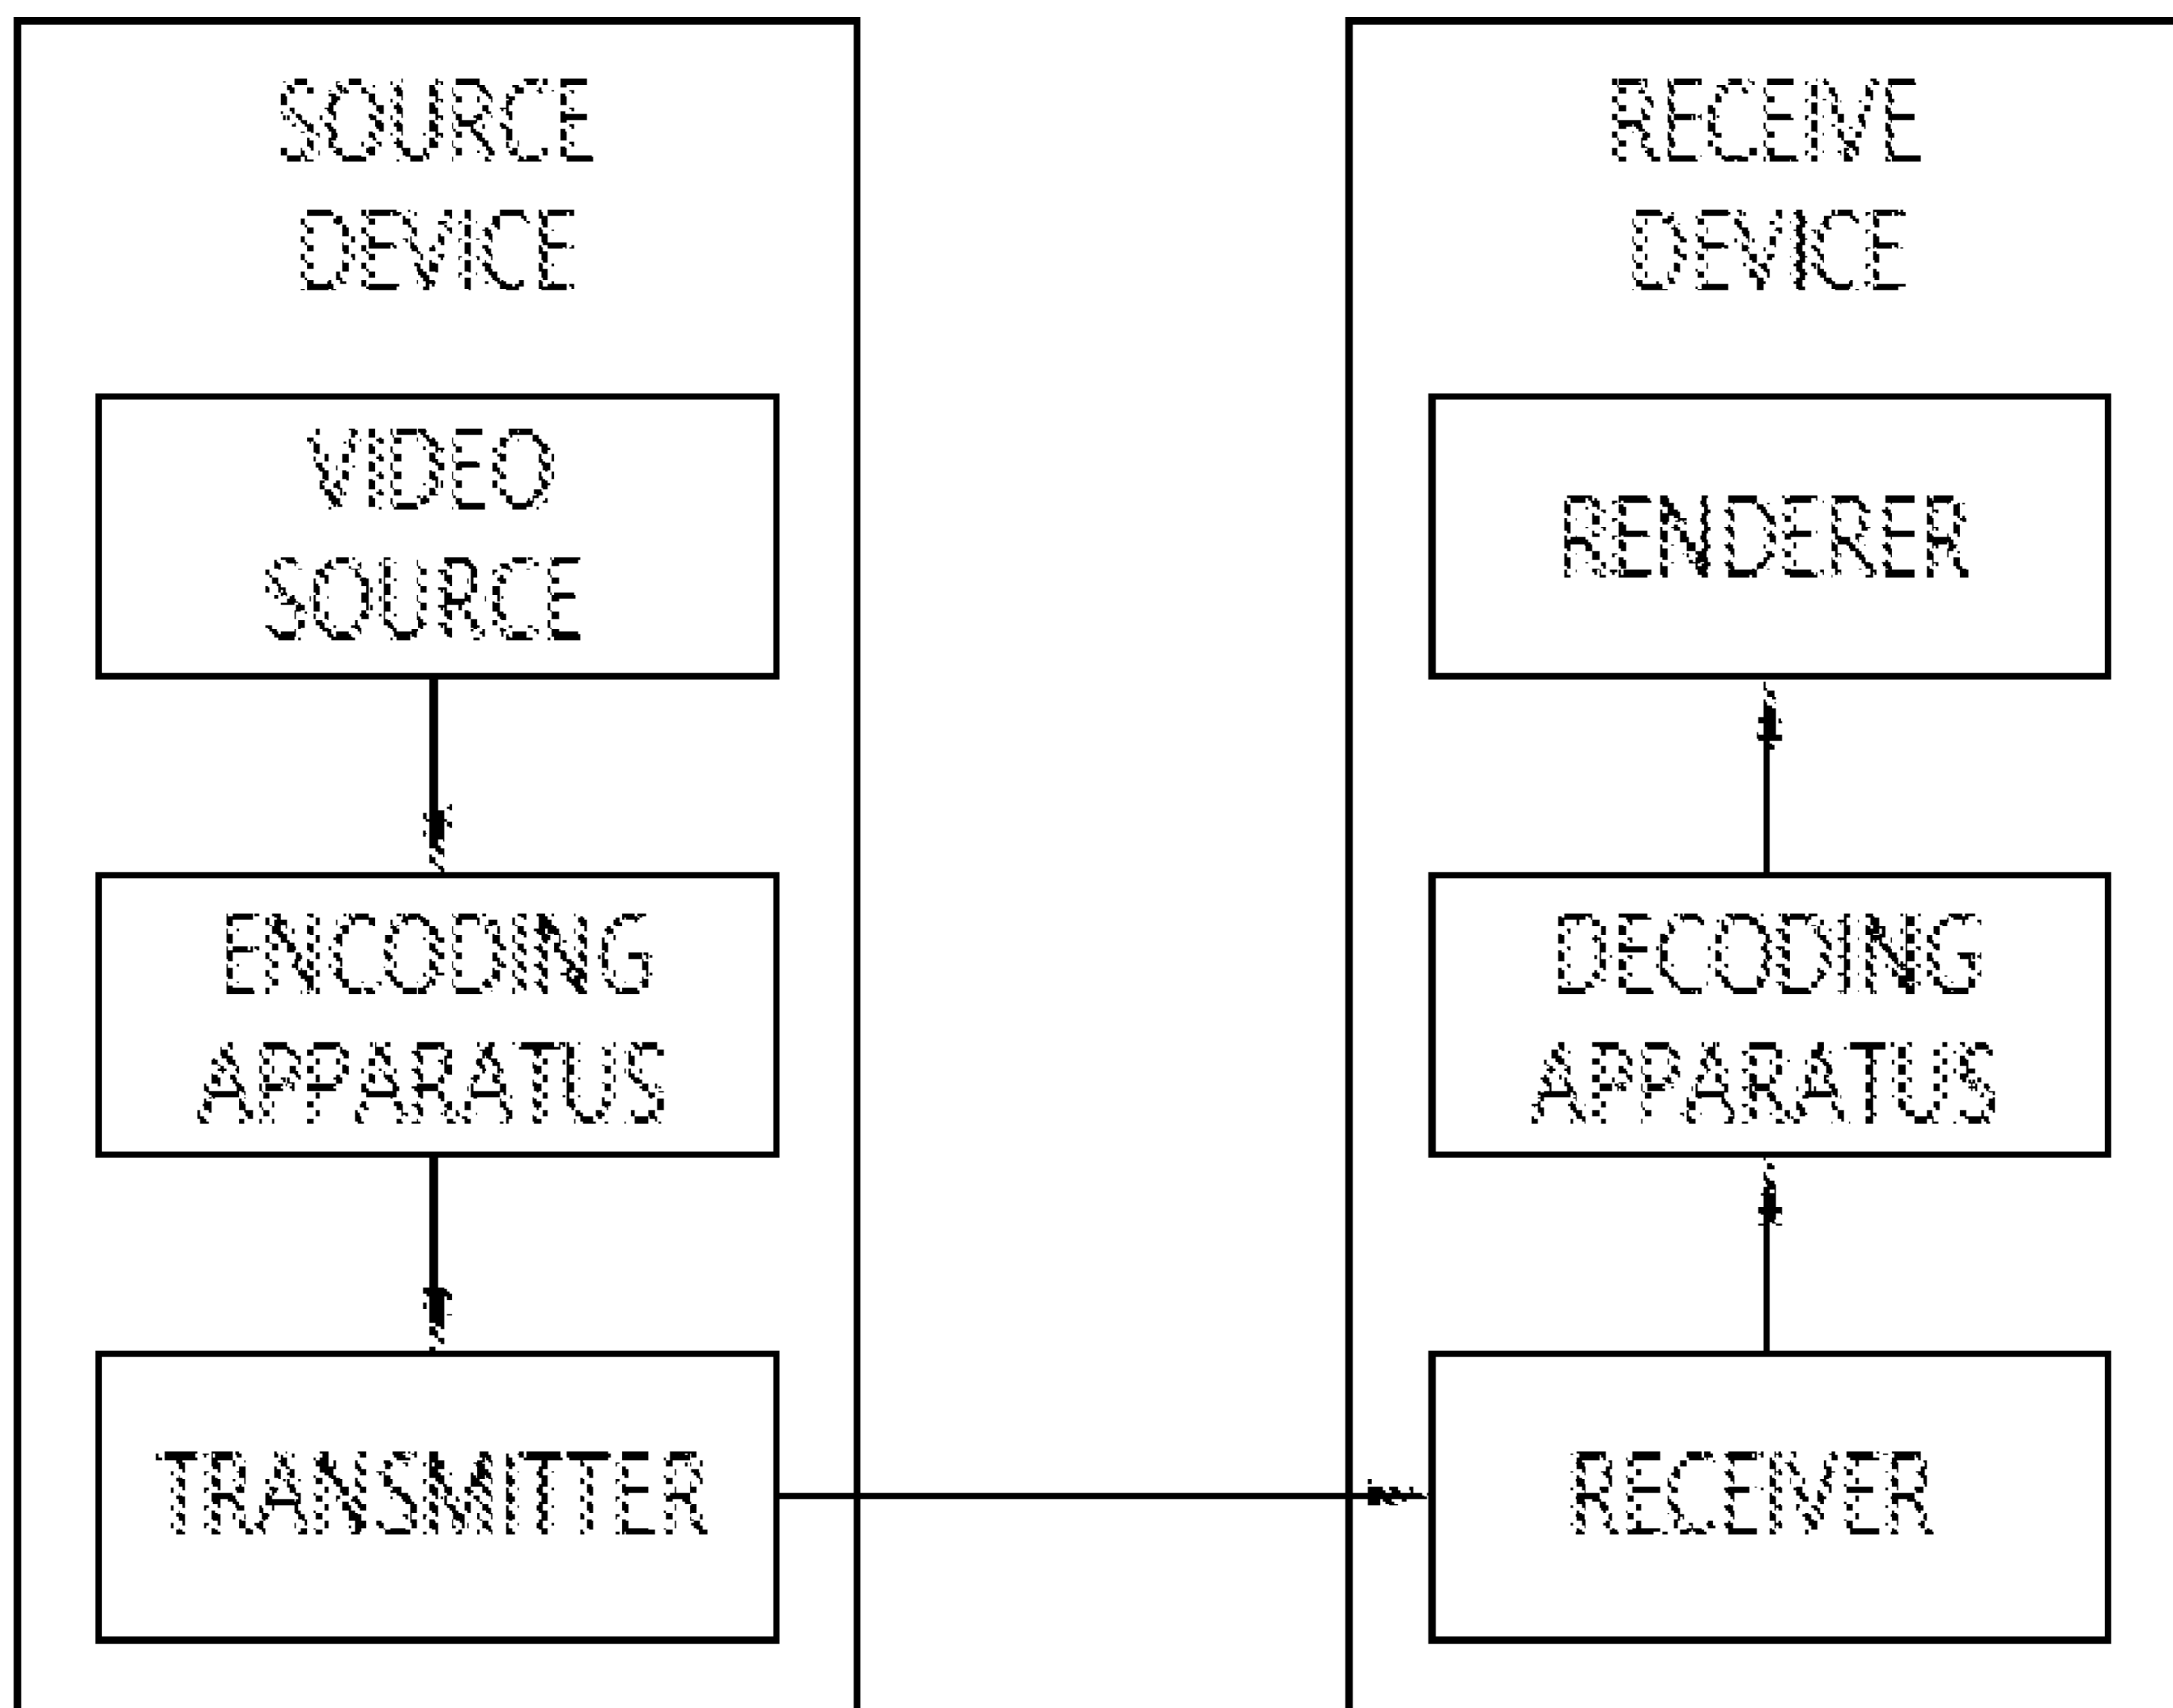 SOURCE
DEVICE
VIDEO
SOURCE
ENCODING
APPARATUS
TRANSMITTER
RECEIVE
DEVICE
RENDERER
DECODING
APPARATUS
RECEIVER